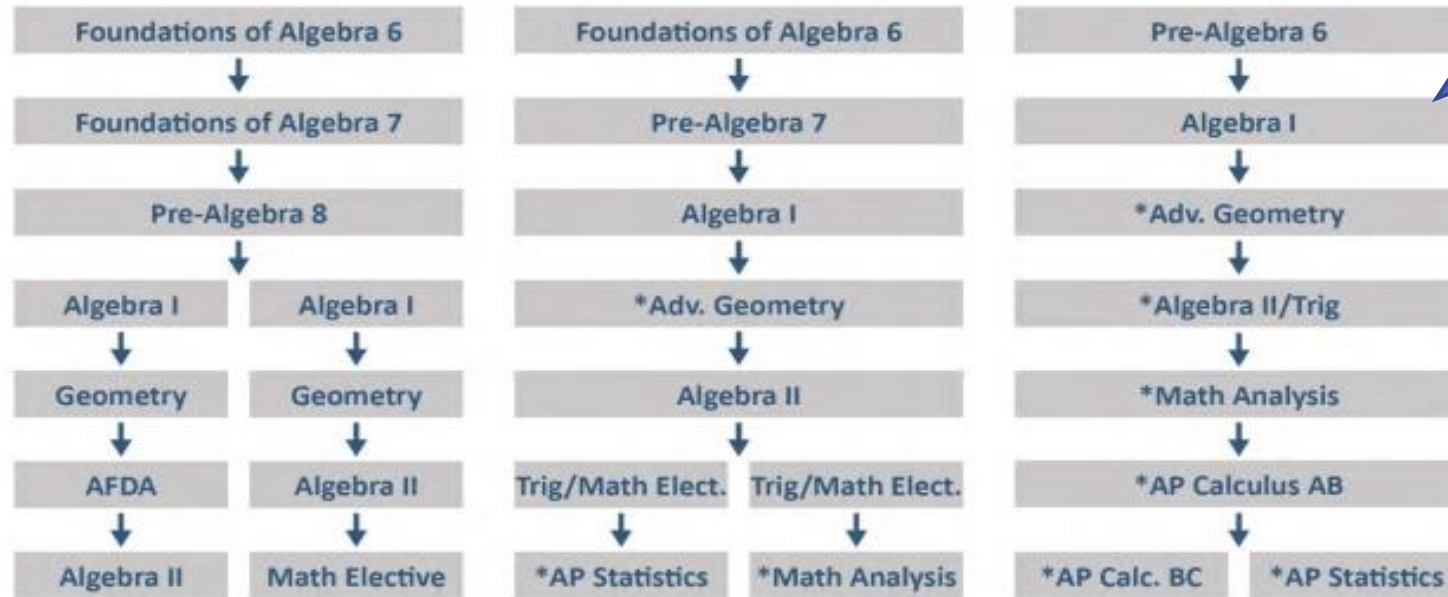 Foundations of Algebra 6
Foundations of Algebra 7
Pre-Algebra 8
Algebra I
Geometry
AFDA
Algebra II
Algebra I
Geometry
Algebra II
Math Elective
Foundations of Algebra 6
Pre-Algebra 7
Algebra I
*Adv. Geometry
Algebra II
Trig/Math Elect.
*AP Statistics
Trig/Math Elect.
*Math Analysis
Pre-Algebra 6
Algebra I
*Adv. Geometry
*Algebra II/Trig
*Math Analysis
*AP Calculus AB
*AP Calc. BC
*AP Statistics